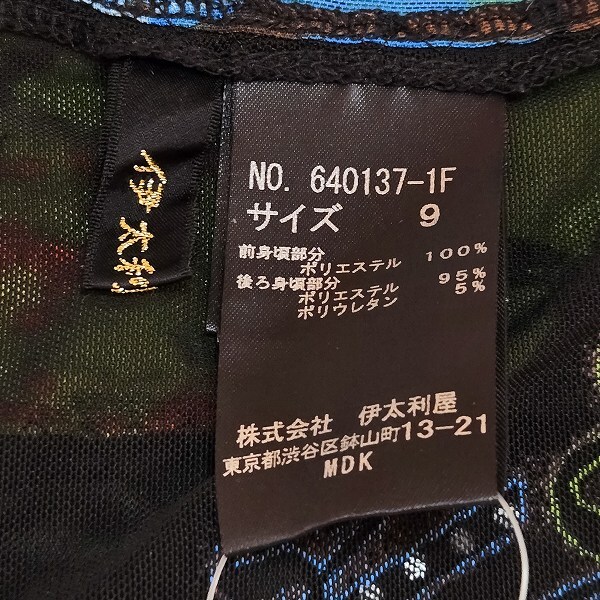 伊太利
NO. 640137-1F
サイズ 9
前身頃部分
ポリエステル 100%
後ろ身頃部分
ポリエステル 95%
ポリウレタン 5%
株式会社 伊太利屋
東京都渋谷区鉢山町13-21
MDK